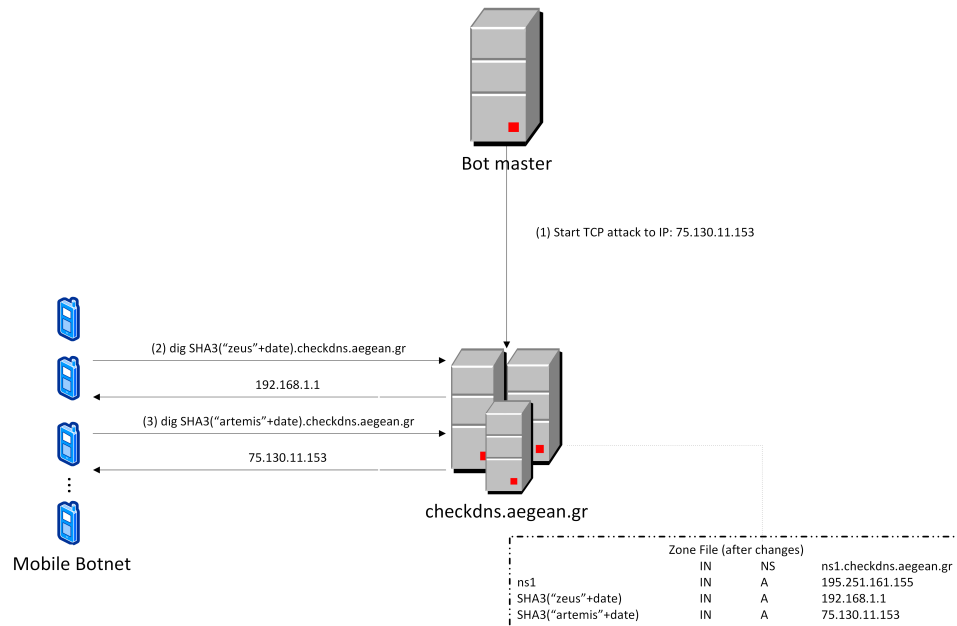 Bot master
(1) Start TCP attack to IP: 75.130.11.153
(2) dig SHA3(“zeus”+date).checkdns.aegean.gr
192.168.1.1
(3) dig SHA3(“artemis”+date).checkdns.aegean.gr
75.130.11.153
checkdns.aegean.gr
Mobile Botnet
Zone File (after changes)
IN NS ns1.checkdns.aegean.gr
ns1 IN A 195.251.161.155
SHA3(“zeus”+date) IN A 192.168.1.1
SHA3(“artemis”+date) IN A 75.130.11.153